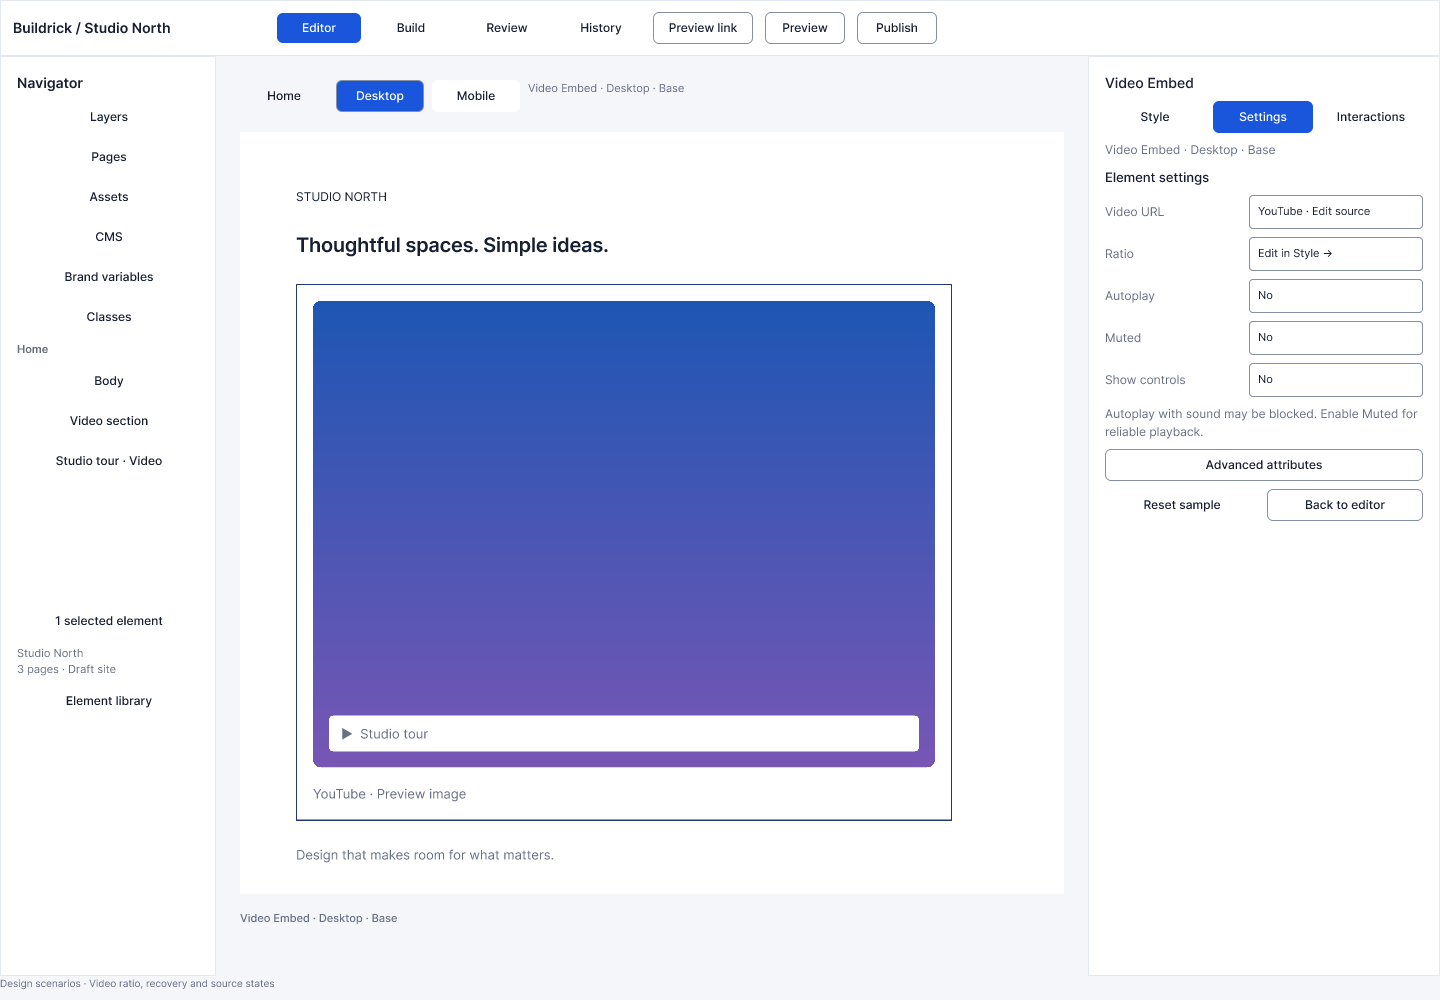 Buildrick / Studio North
Editor
Build
Review
History
Preview link
Preview
Publish
Navigator
Layers
Pages
Assets
CMS
Brand variables
Classes
Home
Body
Video section
Studio tour · Video
1 selected element
Studio North
3 pages · Draft site
Element library
Home
Desktop
Mobile
Video Embed · Desktop · Base
STUDIO NORTH
Thoughtful spaces. Simple ideas.
▶ Studio tour
YouTube · Preview image
Design that makes room for what matters.
Video Embed · Desktop · Base
Video Embed
Style
Settings
Interactions
Video Embed · Desktop · Base
Element settings
Video URL
YouTube · Edit source
Ratio
Edit in Style →
Autoplay
No
Muted
No
Show controls
No
Autoplay with sound may be blocked. Enable Muted for
reliable playback.
Advanced attributes
Reset sample
Back to editor
Design scenarios · Video ratio, recovery and source states